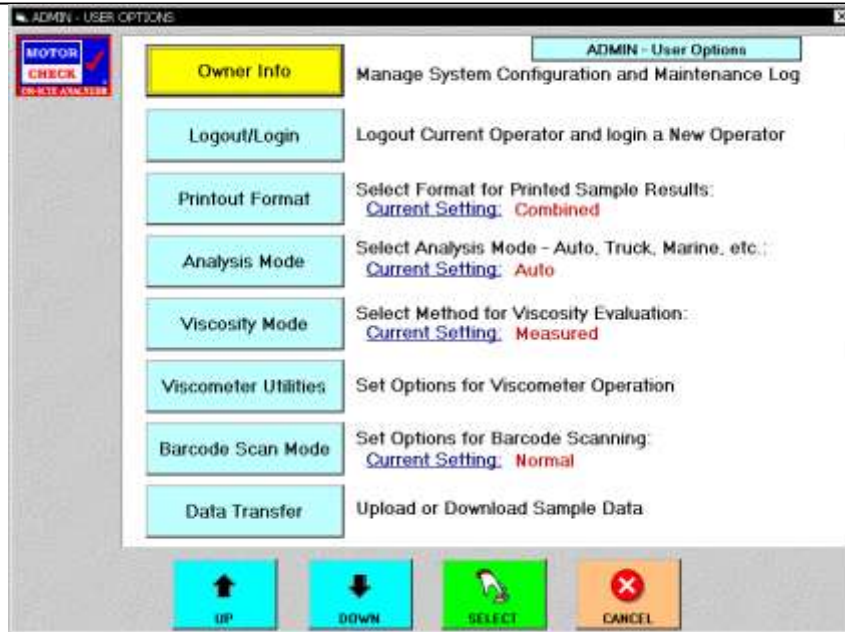 ADMIN - USER OPTIONS
MOTOR
CHECK
ON-SITE ANALYZER
ADMIN - User Options
Owner Info
Manage System Configuration and Maintenance Log
Logout/Login
Logout Current Operator and login a New Operator
Printout Format
Select Format for Printed Sample Results:
Current Setting: Combined
Analysis Mode
Select Analysis Mode - Auto, Truck, Marine, etc.:
Current Setting: Auto
Viscosity Mode
Select Method for Viscosity Evaluation:
Current Setting: Measured
Viscometer Utilities
Set Options for Viscometer Operation
Barcode Scan Mode
Set Options for Barcode Scanning:
Current Setting: Normal
Data Transfer
Upload or Download Sample Data
UP
DOWN
SELECT
CANCEL